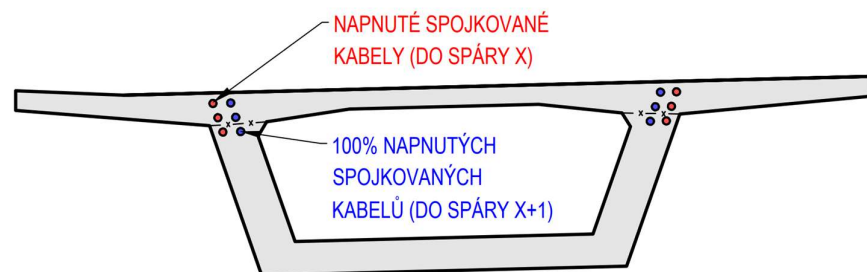 NAPNUTÉ SPOJKOVANÉ
KABELY (DO SPÁRY X)
100% NAPNUTÝCH
SPOJKOVANÝCH
KABELŮ (DO SPÁRY X+1)